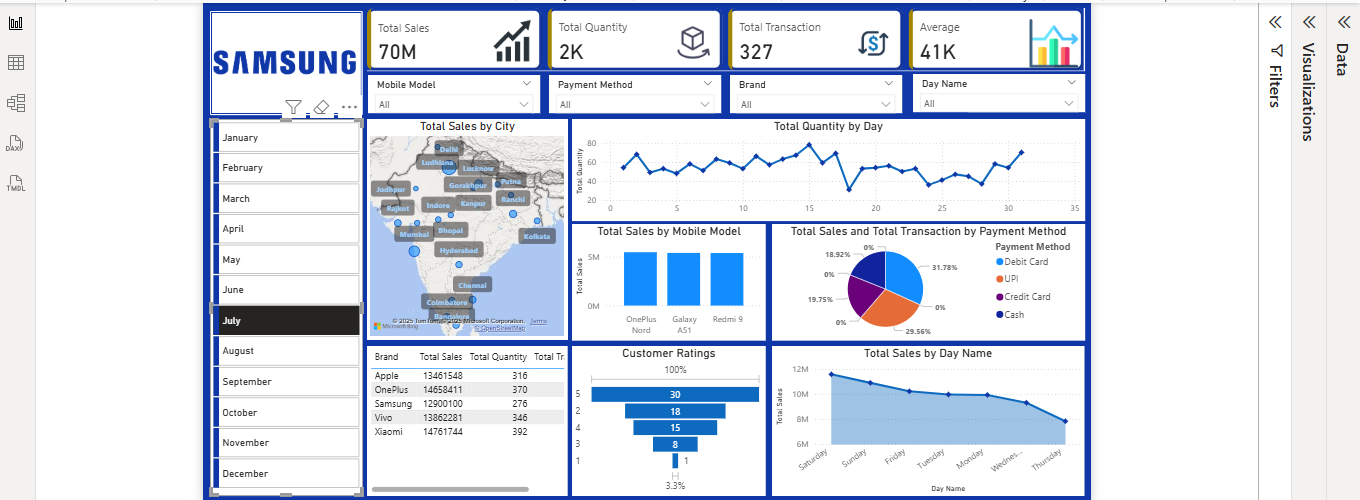 SAMSUNG
Total Sales
70M
Total Quantity
2K
Total Transaction
327
Average
41K
Mobile Model
All
Payment Method
All
Brand
All
Day Name
All
Filters
Visualizations
Data
DAX
TMDL
January
February
March
April
May
June
July
August
September
October
November
December
Total Sales by City
Delhi
Ludhiana
Lucknow
Jodhpur
Gorakhpur
Patna
Rajkot
Indore
Kanpur
Ranchi
Mumbai
Bhopal
Kolkata
Hyderabad
Chennai
Coimbatore
Bangalore
© 2025 TomTom, © 2025 Microsoft Corporation, Terms
Microsoft Bing
© OpenStreetMap
Total Quantity by Day
Total Quantity
80
60
40
20
0 5 10 15 20 25 30 35
Total Sales by Mobile Model
Total Sales
5M
0M
OnePlus Nord
Galaxy A51
Redmi 9
Total Sales and Total Transaction by Payment Method
0%
18.92%
0%
19.75%
0%
31.78%
0%
29.56%
Payment Method
Debit Card
UPI
Credit Card
Cash
Brand Total Sales Total Quantity Total Tr
Apple 13461548 316
OnePlus 14658411 370
Samsung 12900100 276
Vivo 13862281 346
Xiaomi 14761744 392
Customer Ratings
100%
5 30
2 18
4 15
3 8
1 1
3.3%
Total Sales by Day Name
Total Sales
12M
10M
8M
6M
Saturday
Sunday
Friday
Tuesday
Monday
Wednes...
Thursday
Day Name